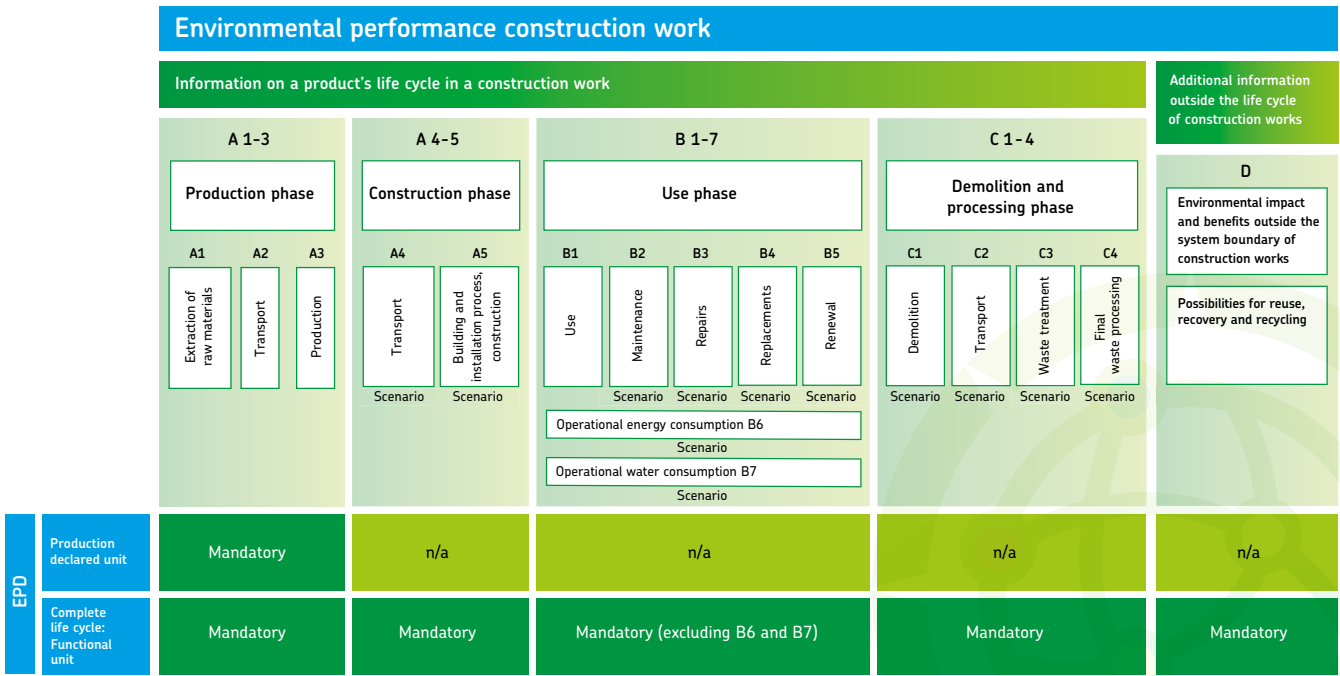 Environmental performance construction work
Information on a product's life cycle in a construction work
Additional information
outside the life cycle
of construction works
A 1-3
Production phase
A1
A2
A3
Extraction of
raw materials
Transport
Production
A 4-5
Construction phase
A4
A5
Transport
Building and
installation process,
construction
Scenario
Scenario
B 1-7
Use phase
B1
B2
B3
B4
B5
Use
Maintenance
Repairs
Replacements
Renewal
Scenario
Scenario
Scenario
Scenario
Operational energy consumption B6
Scenario
Operational water consumption B7
Scenario
C 1-4
Demolition and
processing phase
C1
C2
C3
C4
Demolition
Transport
Waste treatment
Final
waste processing
Scenario
Scenario
Scenario
Scenario
D
Environmental impact
and benefits outside the
system boundary of
construction works
Possibilities for reuse,
recovery and recycling
EPD
Production
declared unit
Mandatory
n/a
n/a
n/a
n/a
Complete
life cycle:
Functional
unit
Mandatory
Mandatory
Mandatory (excluding B6 and B7)
Mandatory
Mandatory